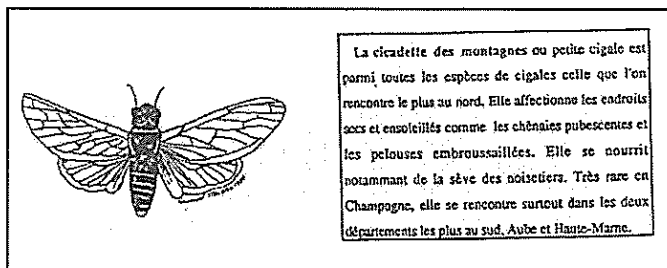 La cicadette des montagnes ou petite cigale est
parmi toutes les espèces de cigales celle que l'on
rencontre le plus au nord. Elle affectionne les endroits
secs et ensoleillés comme les chênaies pubescentes et
les pelouses embroussaillées. Elle se nourrit
notamment de la sève des noisetiers. Très rare en
Champagne, elle se rencontre surtout dans les deux
départements les plus au sud, Aube et Haute-Marne.